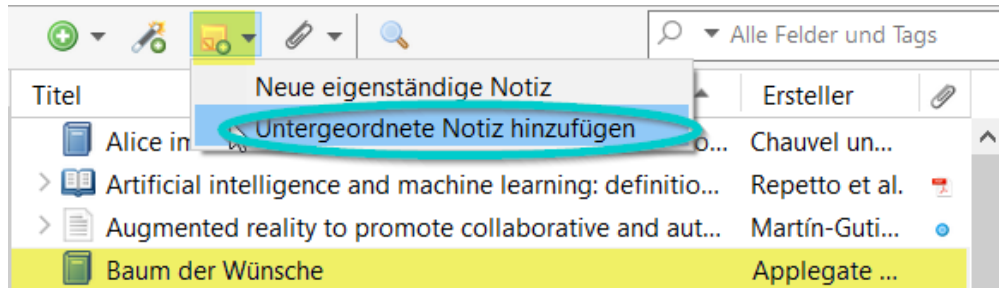 Alle Felder und Tags
Neue eigenständige Notiz
Titel Ersteller
Untergeordnete Notiz hinzufügen
Alice im o... Chauvel un...
Artificial intelligence and machine learning: definitio... Repetto et al.
Augmented reality to promote collaborative and aut... Martín-Guti...
Baum der Wünsche Applegate ...